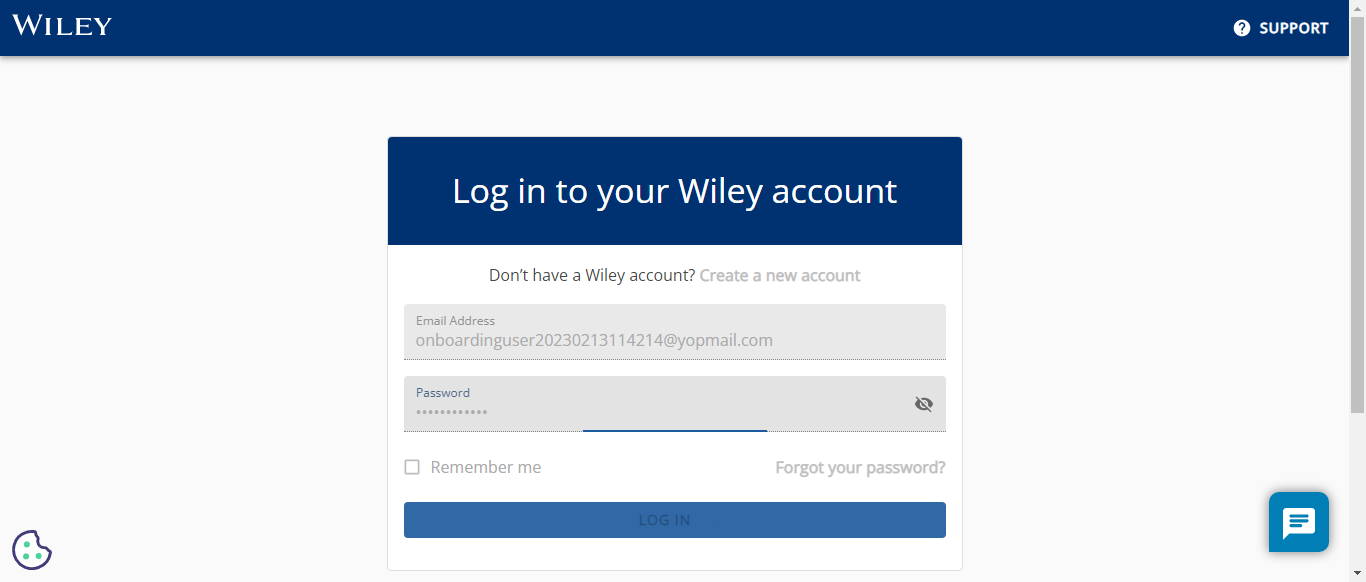 WILEY
SUPPORT
Log in to your Wiley account
Don’t have a Wiley account? Create a new account
Email Address
onboardinguser20230213114214@yopmail.com
Password
••••••••••••
Remember me
Forgot your password?
LOG IN